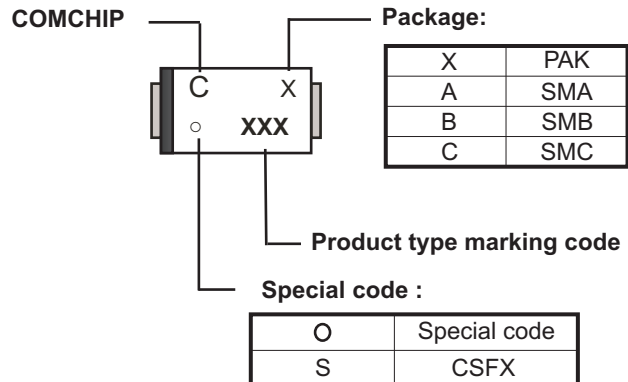 COMCHIP
Package:
C X
○ XXX
X PAK
A SMA
B SMB
C SMC
Product type marking code
Special code :
O Special code
S CSFX